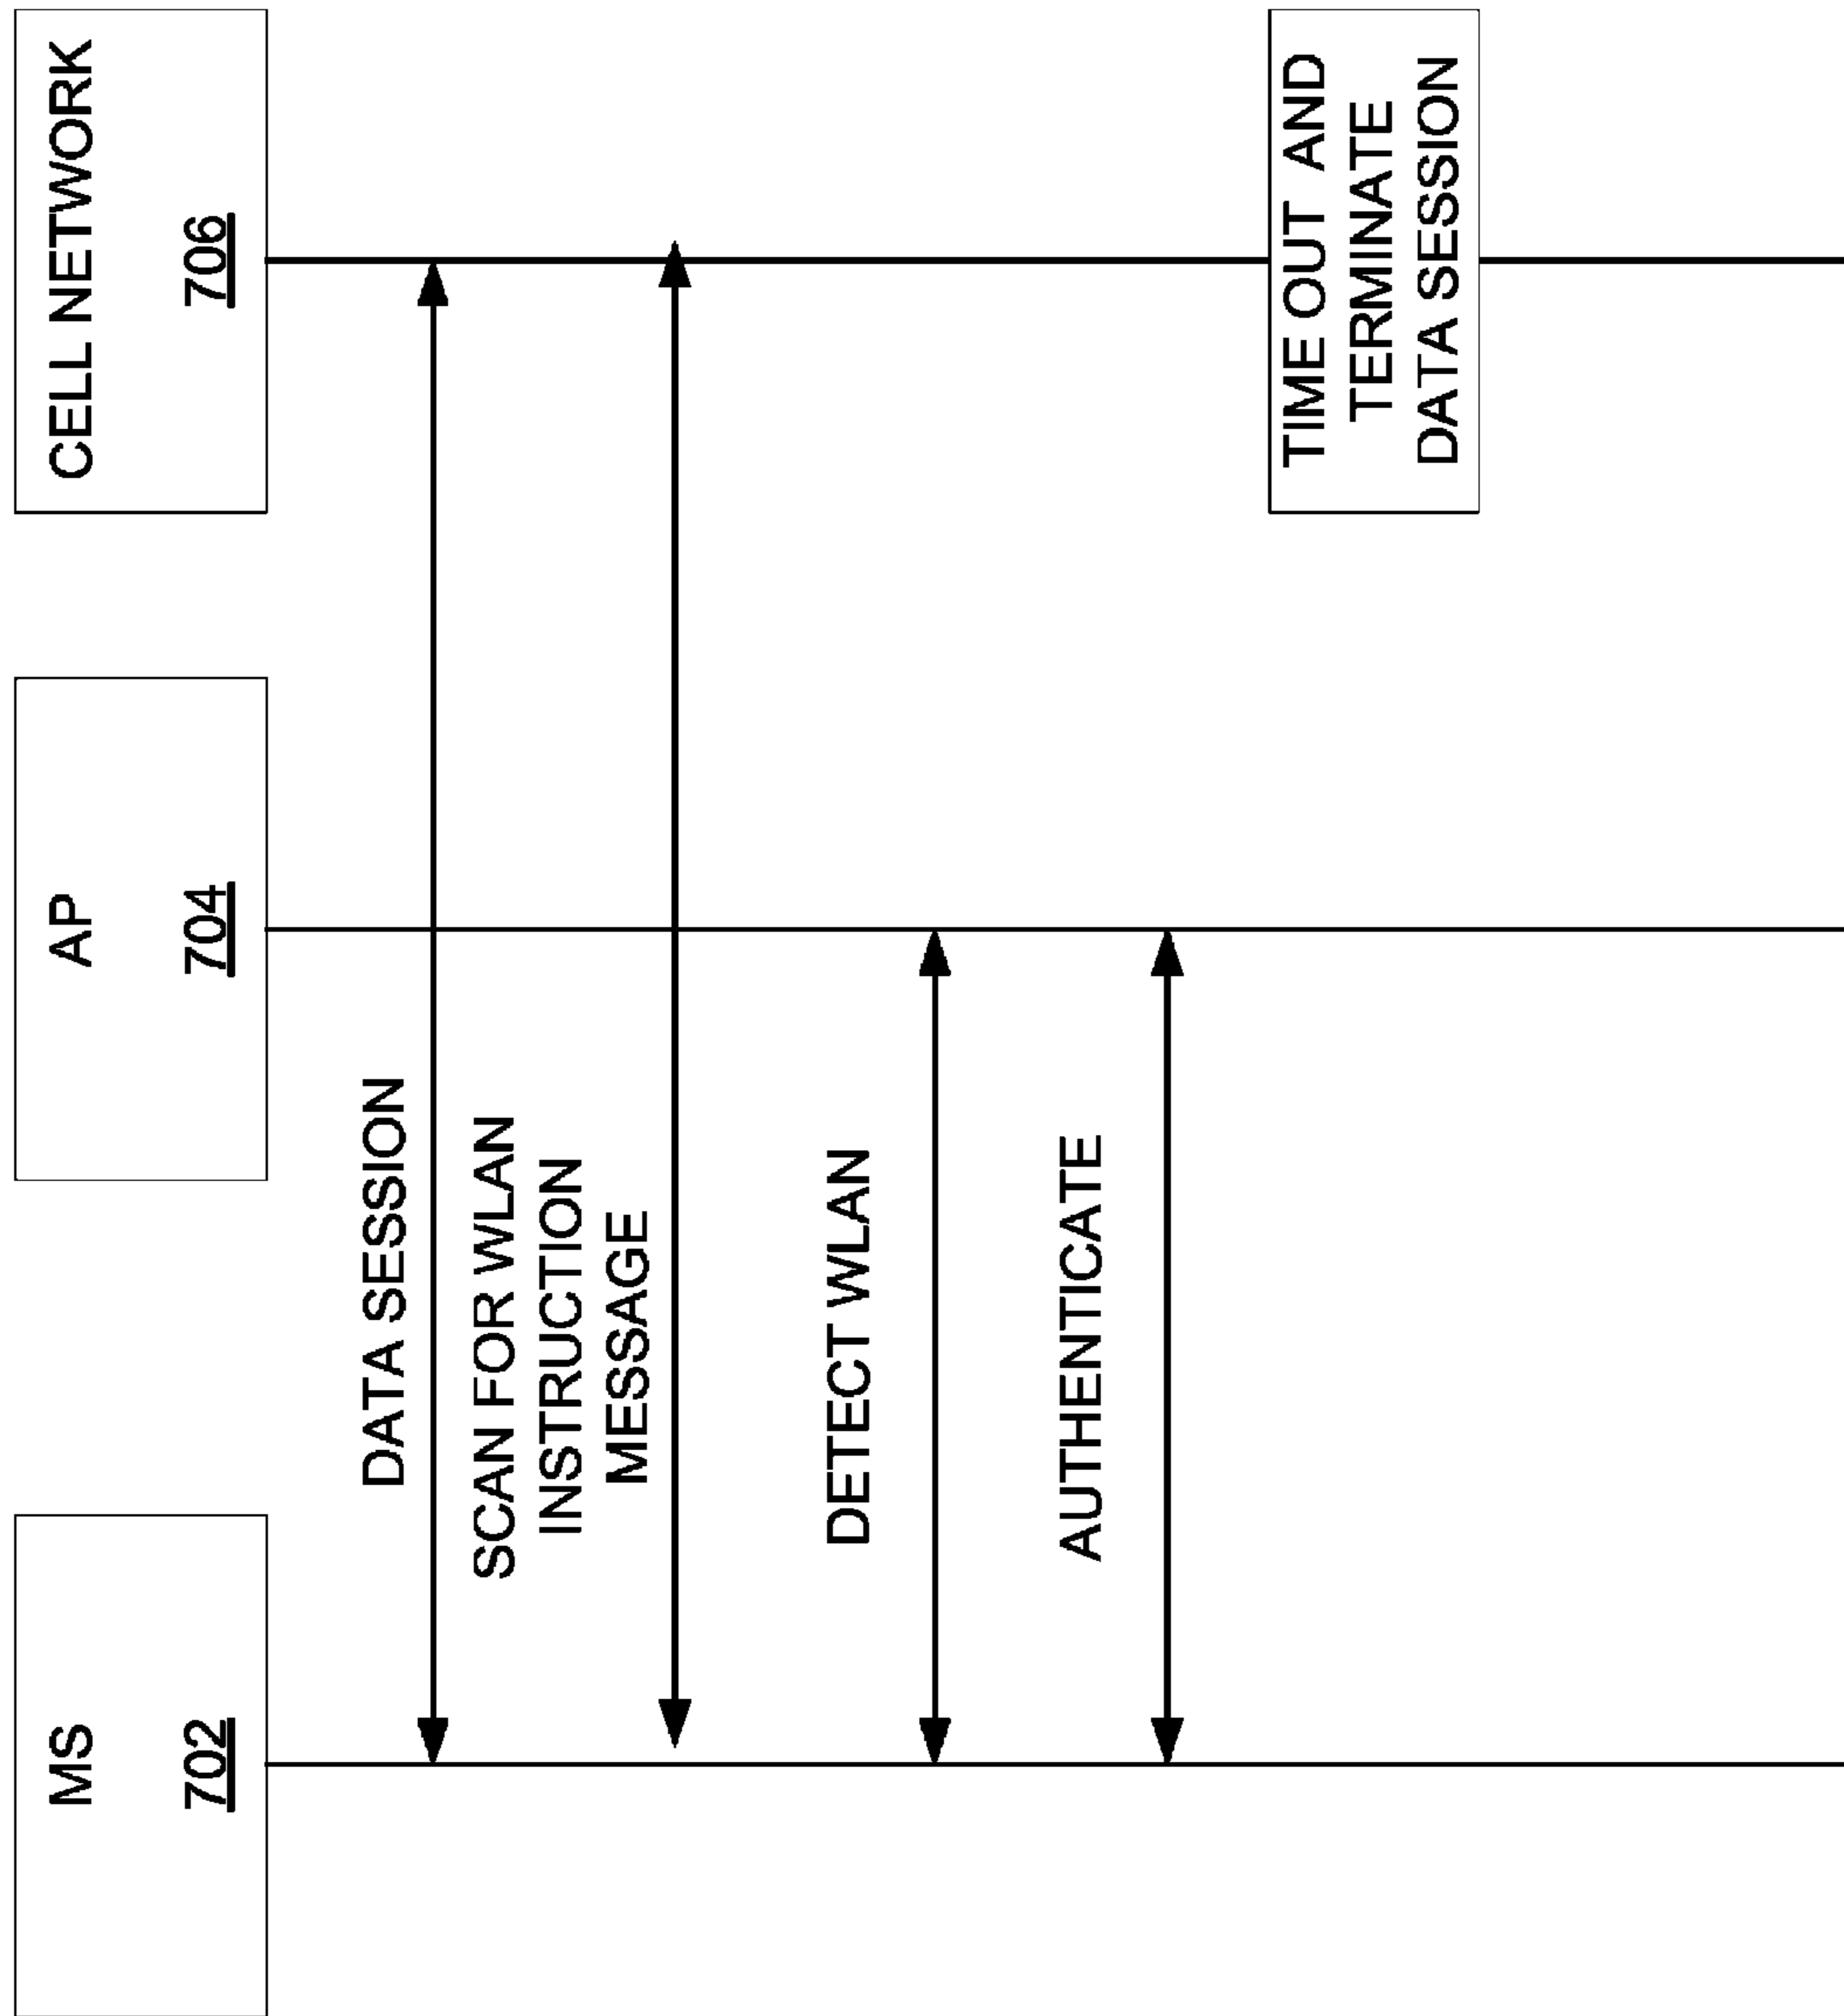 MS
702
AP
704
CELL NETWORK
706
DATA SESSION
SCAN FOR WLAN
INSTRUCTION
MESSAGE
DETECT WLAN
AUTHENTICATE
TIME OUT AND
TERMINATE
DATA SESSION